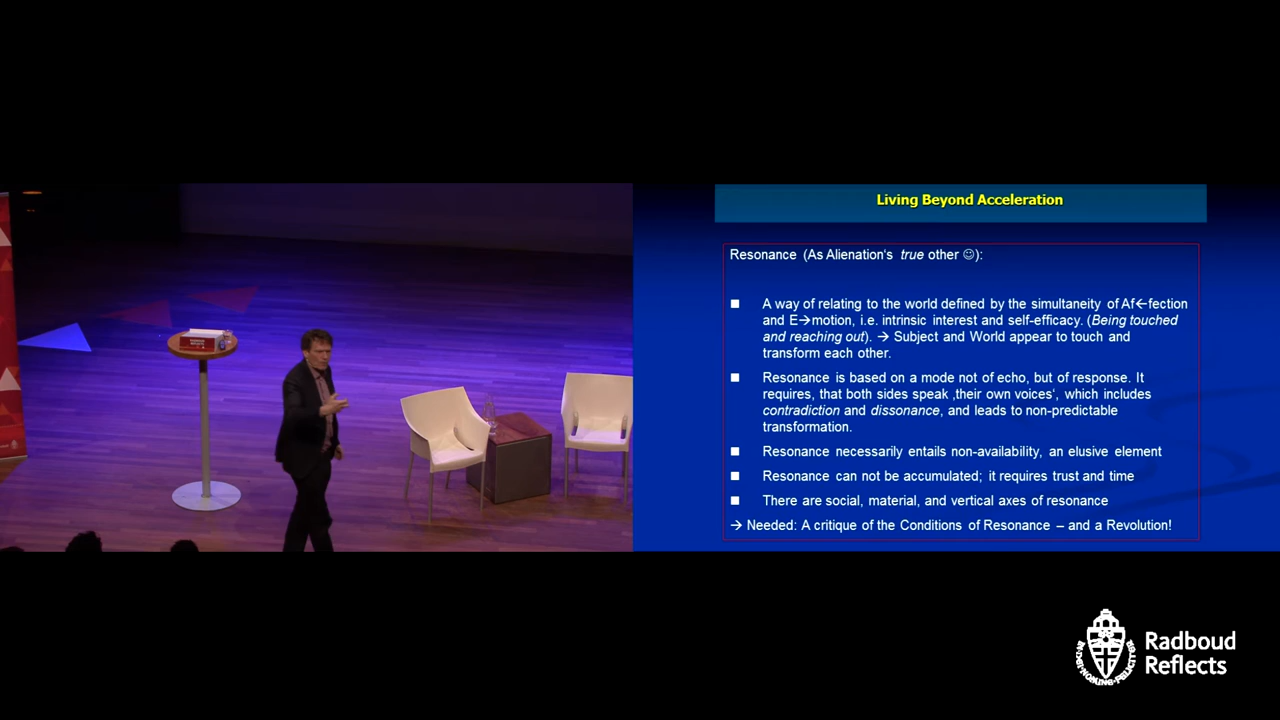 Living Beyond Acceleration
Resonance (As Alienation's true other ☺):
■ A way of relating to the world defined by the simultaneity of Af←fection
and E→motion, i.e. intrinsic interest and self-efficacy. (Being touched
and reaching out). → Subject and World appear to touch and
transform each other.
■ Resonance is based on a mode not of echo, but of response. It
requires, that both sides speak ‚their own voices‘, which includes
contradiction and dissonance, and leads to non-predictable
transformation.
■ Resonance necessarily entails non-availability, an elusive element
■ Resonance can not be accumulated; it requires trust and time
■ There are social, material, and vertical axes of resonance
→ Needed: A critique of the Conditions of Resonance – and a Revolution!
Radboud
Reflects